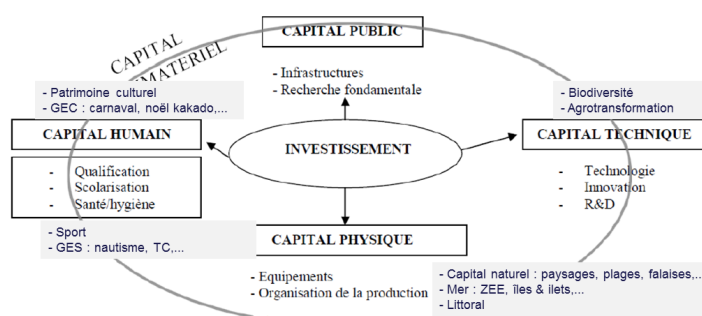 CAPITAL
IMMATERIEL
CAPITAL PUBLIC
- Infrastructures
- Recherche fondamentale
- Patrimoine culturel
- GEC : carnaval, noël kakado,...
- Biodiversité
- Agrotransformation
CAPITAL HUMAIN
INVESTISSEMENT
CAPITAL TECHNIQUE
- Qualification
- Scolarisation
- Santé/hygiène
- Technologie
- Innovation
- R&D
- Sport
- GES : nautisme, TC,...
CAPITAL PHYSIQUE
- Equipements
- Organisation de la production
- Capital naturel : paysages, plages, falaises,..
- Mer : ZEE, îles & ilets,...
- Littoral